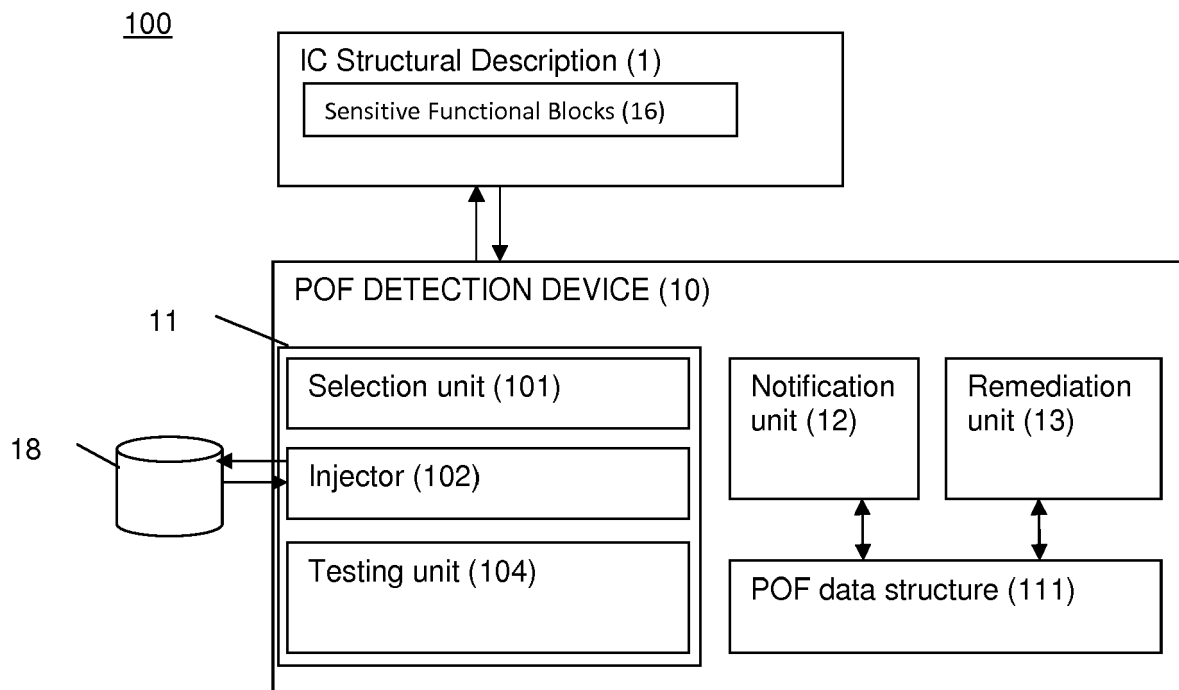 100
IC Structural Description (1)
Sensitive Functional Blocks (16)
POF DETECTION DEVICE (10)
11
Selection unit (101)
Notification
unit (12)
Remediation
unit (13)
18
Injector (102)
Testing unit (104)
POF data structure (111)